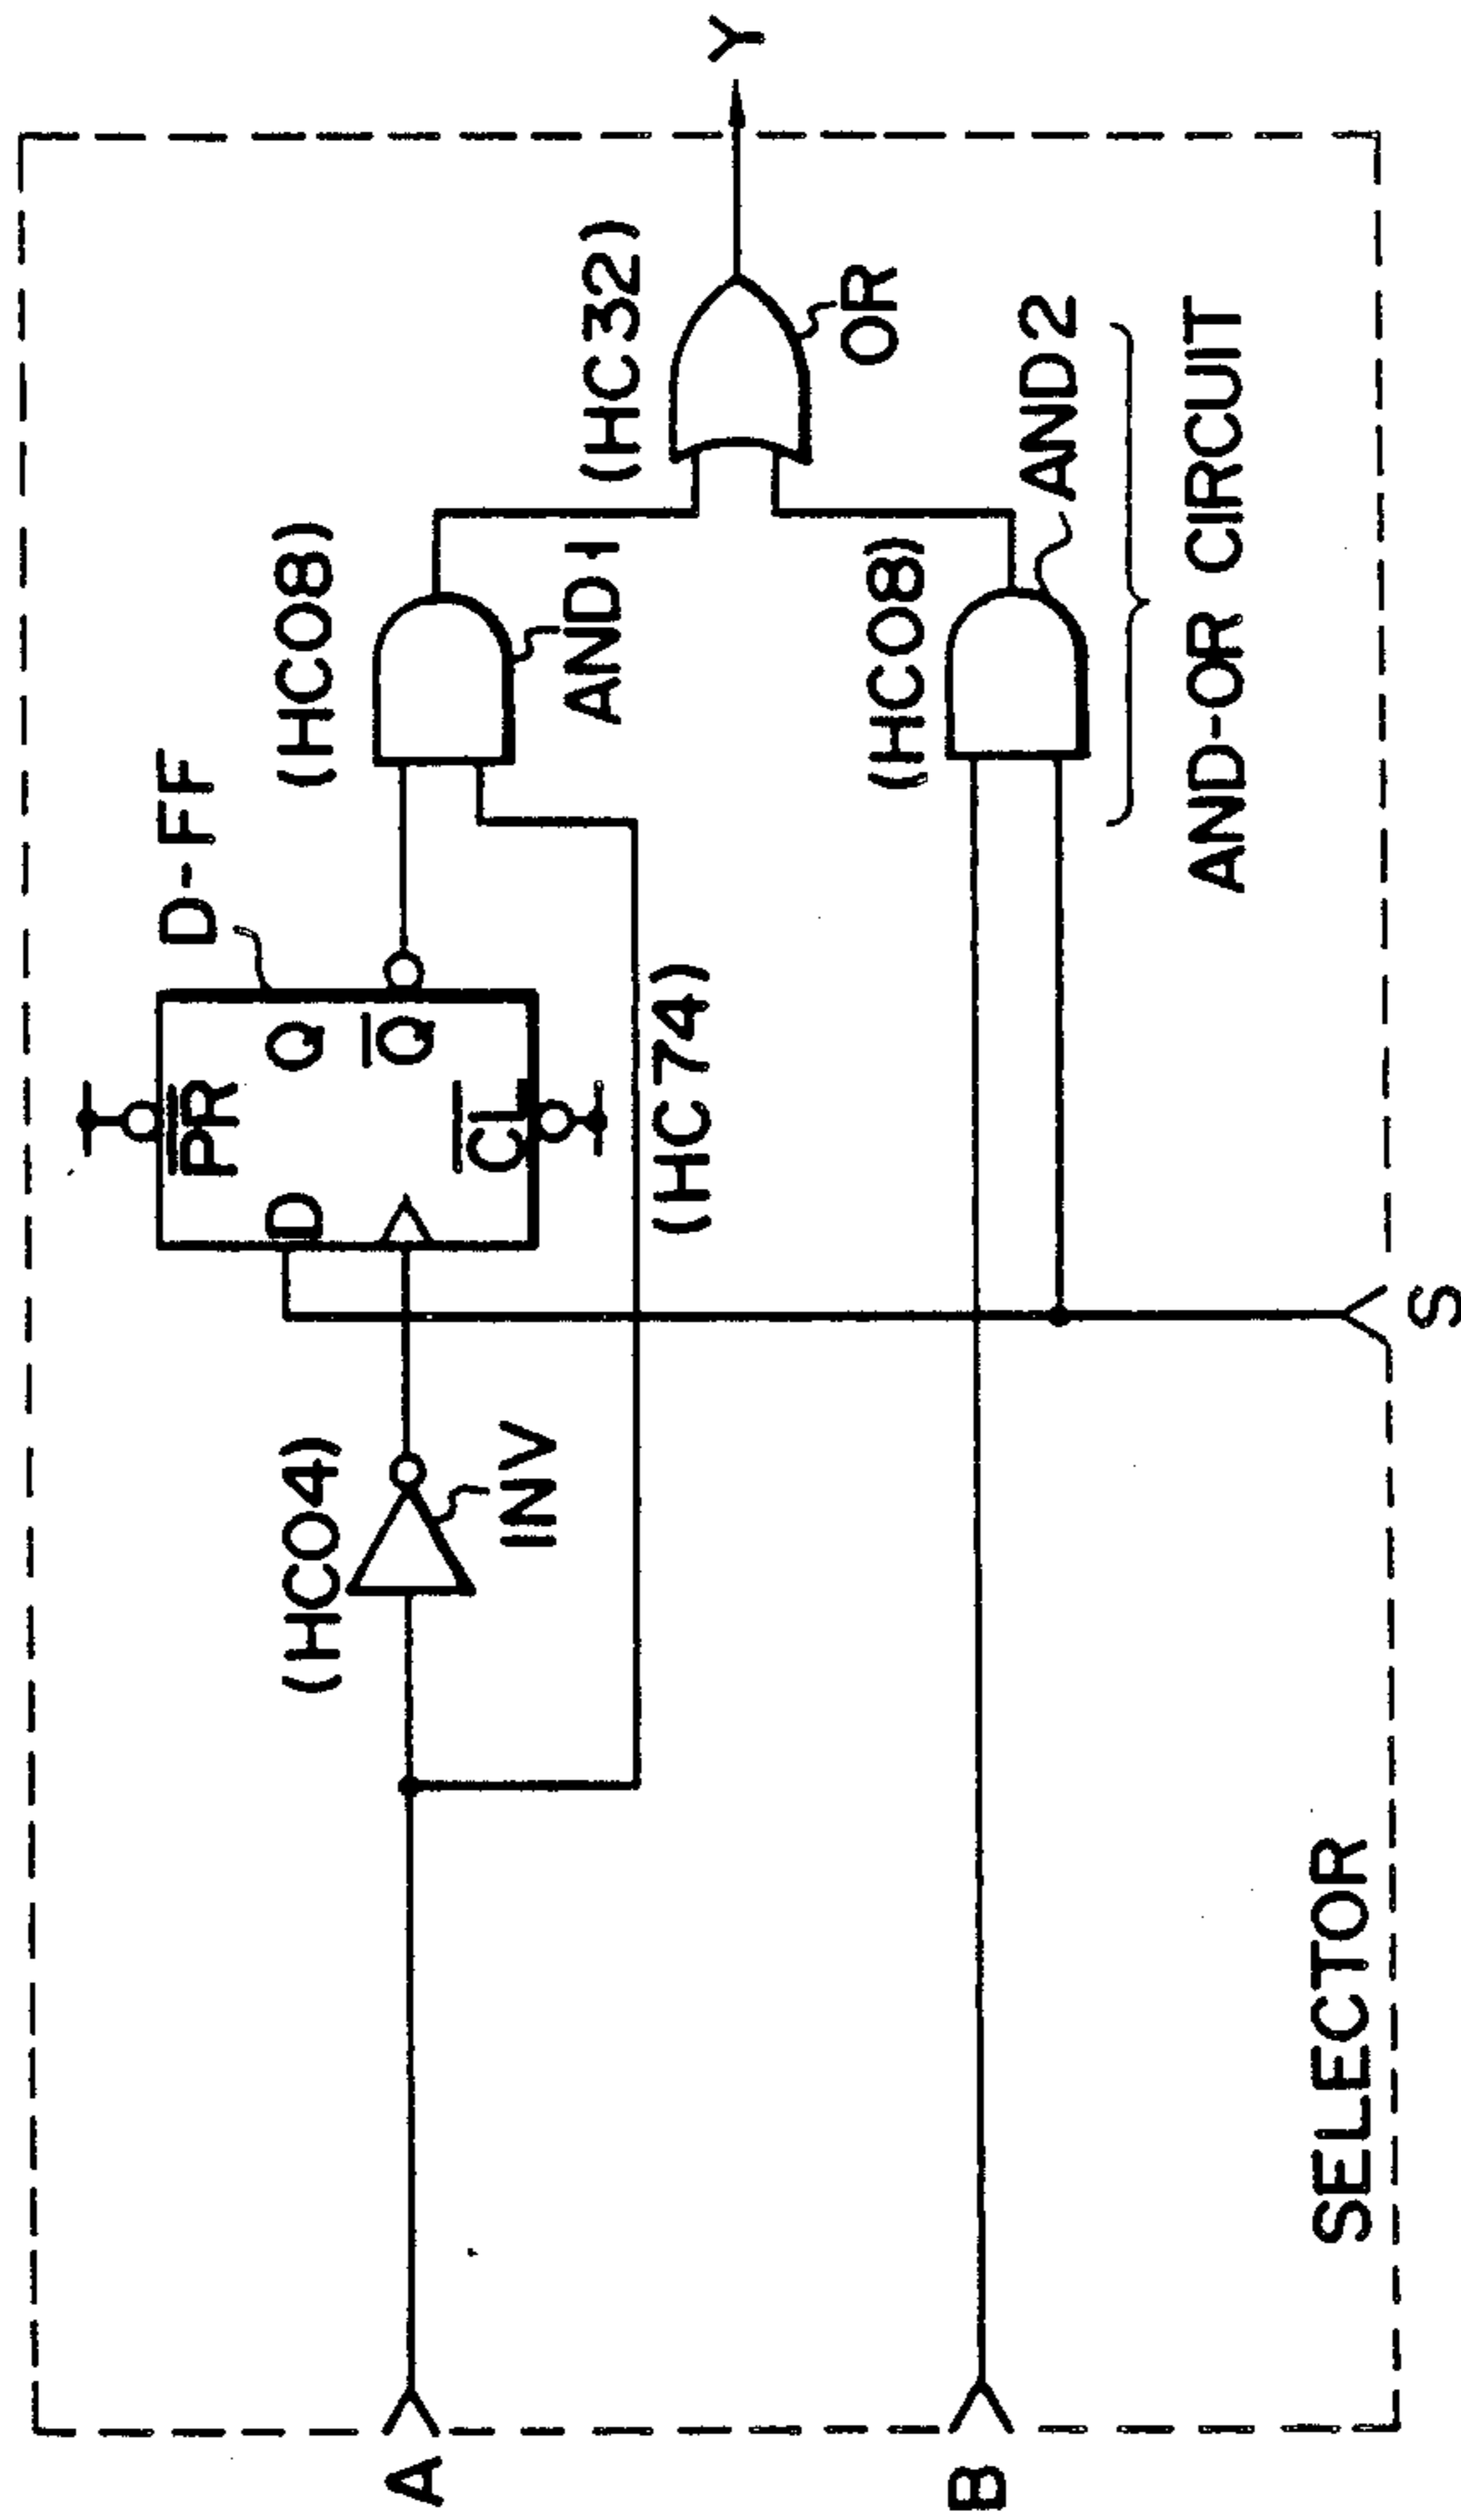 D-FF
PR
D
Q
Q
CL
(HC74)
(HC04)
INV
(HC08)
AND1
(HC32)
OR
Y
(HC08)
AND2
AND-OR CIRCUIT
A
B
S
SELECTOR